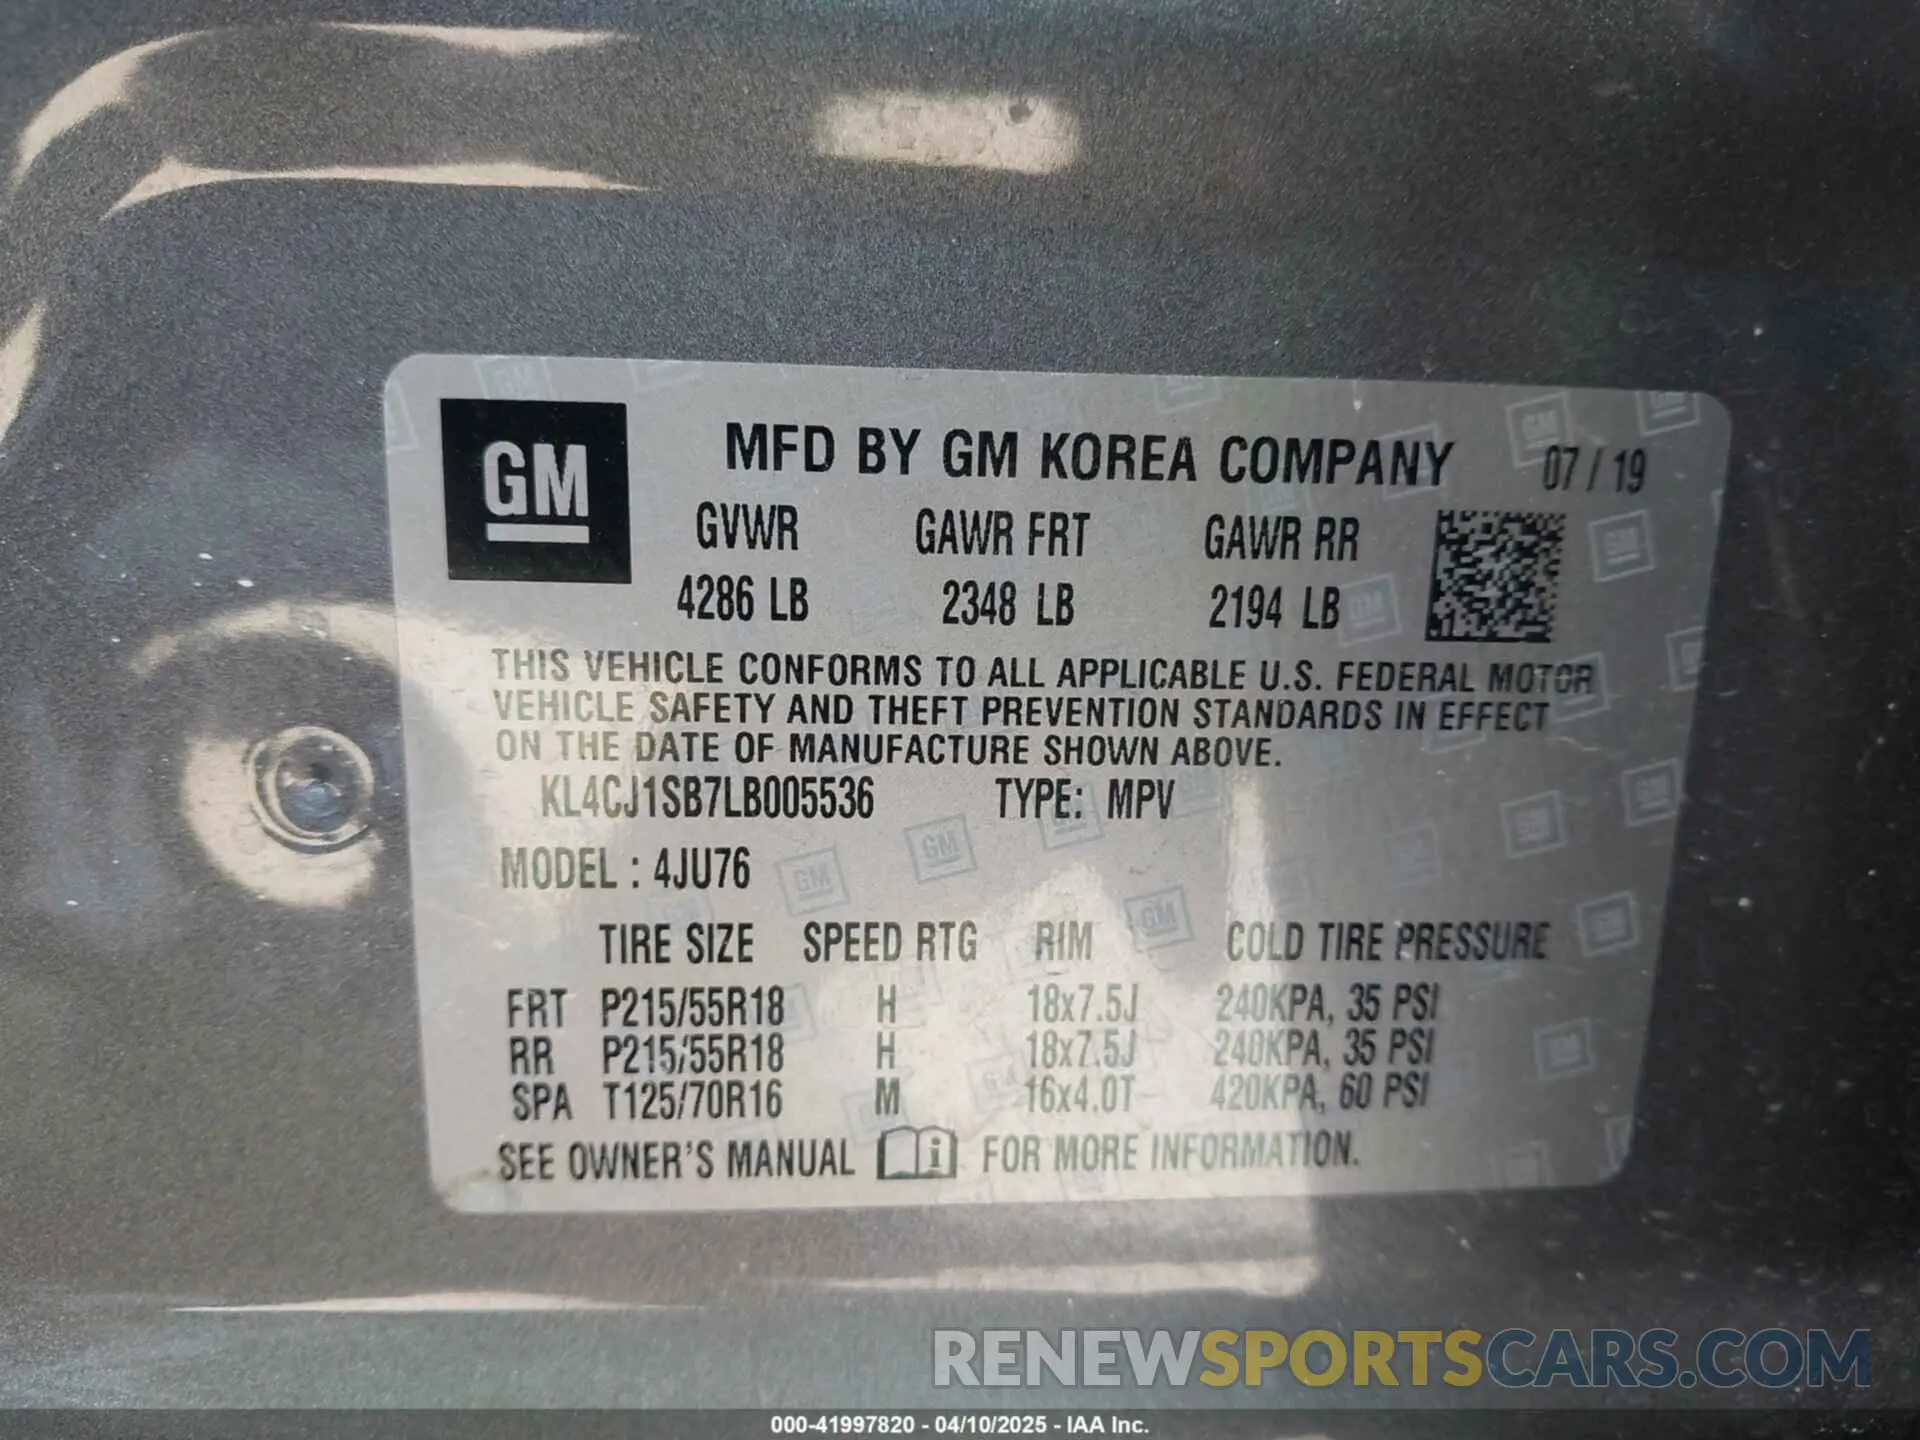 GM
MFD BY GM KOREA COMPANY 07 / 19
GVWR GAWR FRT GAWR RR
4286 LB 2348 LB 2194 LB
THIS VEHICLE CONFORMS TO ALL APPLICABLE U.S. FEDERAL MOTOR
VEHICLE SAFETY AND THEFT PREVENTION STANDARDS IN EFFECT
ON THE DATE OF MANUFACTURE SHOWN ABOVE.
KL4CJ1SB7LB005536 TYPE: MPV
MODEL : 4JU76
TIRE SIZE SPEED RTG RIM COLD TIRE PRESSURE
FRT P215/55R18 H 18x7.5J 240KPA, 35 PSI
RR P215/55R18 H 18x7.5J 240KPA, 35 PSI
SPA T125/70R16 M 16x4.0T 420KPA, 60 PSI
SEE OWNER'S MANUAL i FOR MORE INFORMATION.
RENEWSPORTSCARS.COM
000-41997820 - 04/10/2025 - IAA Inc.